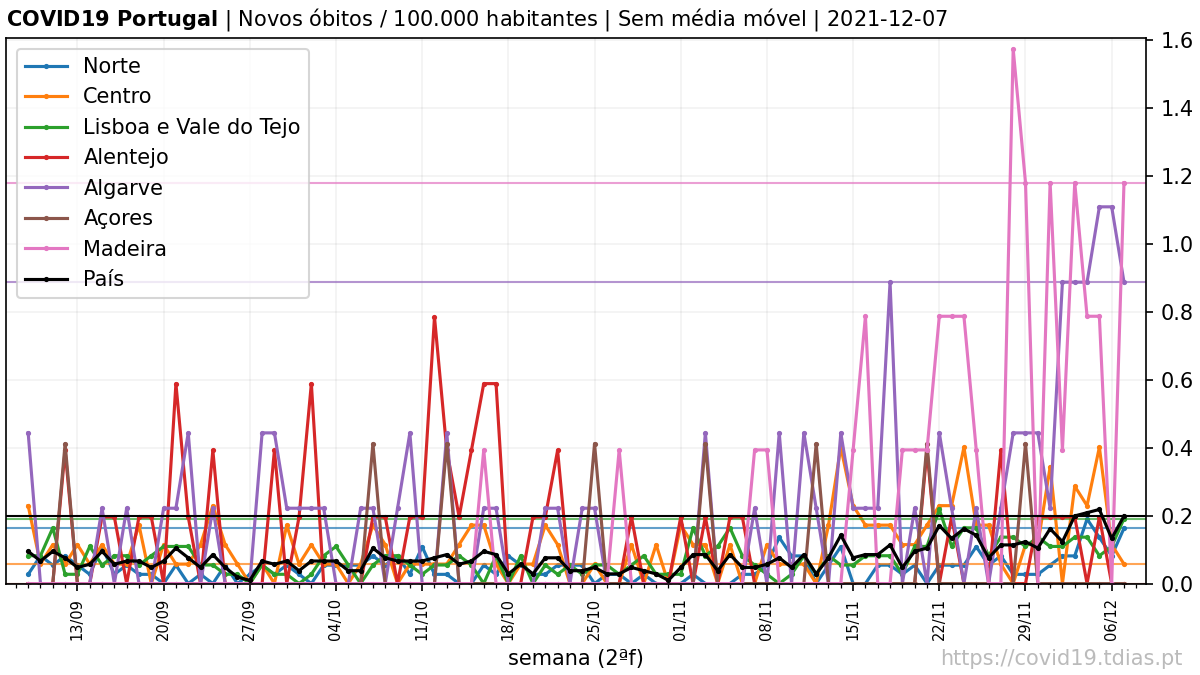 COVID19 Portugal | Novos óbitos / 100.000 habitantes | Sem média móvel | 2021-12-07
Norte
Centro
Lisboa e Vale do Tejo
Alentejo
Algarve
Açores
Madeira
País
1.6
1.4
1.2
1.0
0.8
0.6
0.4
0.2
0.0
13/09
20/09
27/09
04/10
11/10
18/10
25/10
01/11
08/11
15/11
22/11
29/11
06/12
semana (2ªf)
https://covid19.tdias.pt